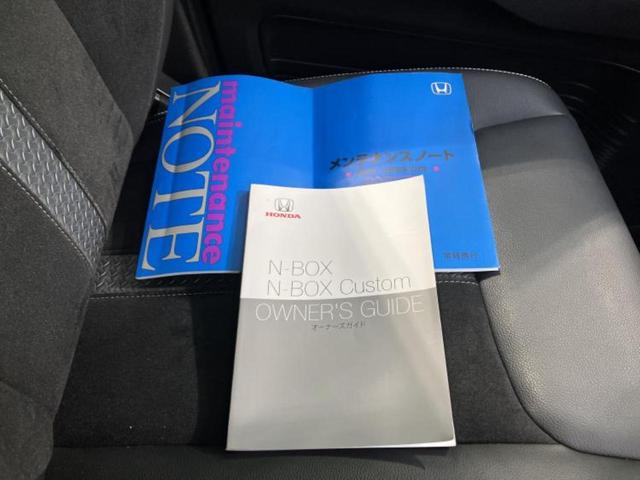 maintenance
NOTE
メンテナンスノート
HONDA
N-BOX
N-BOX Custom
OWNER'S GUIDE
オーナーズガイド